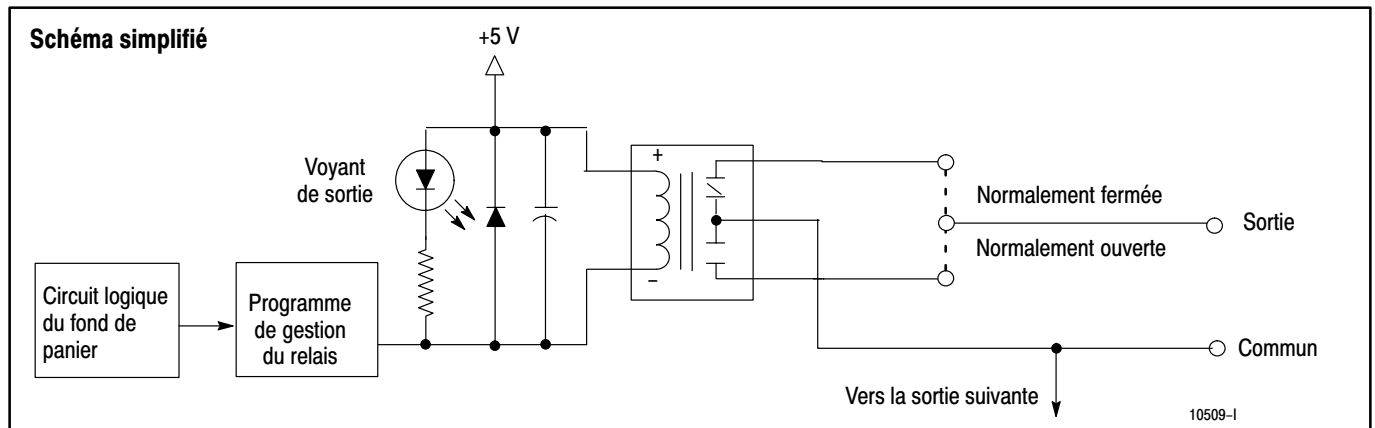 Schéma simplifié
+5 V
Voyant
de sortie
+
−
Normalement fermée
Normalement ouverte
Sortie
Circuit logique
du fond de
panier
Programme
de gestion
du relais
Commun
Vers la sortie suivante
10509–I